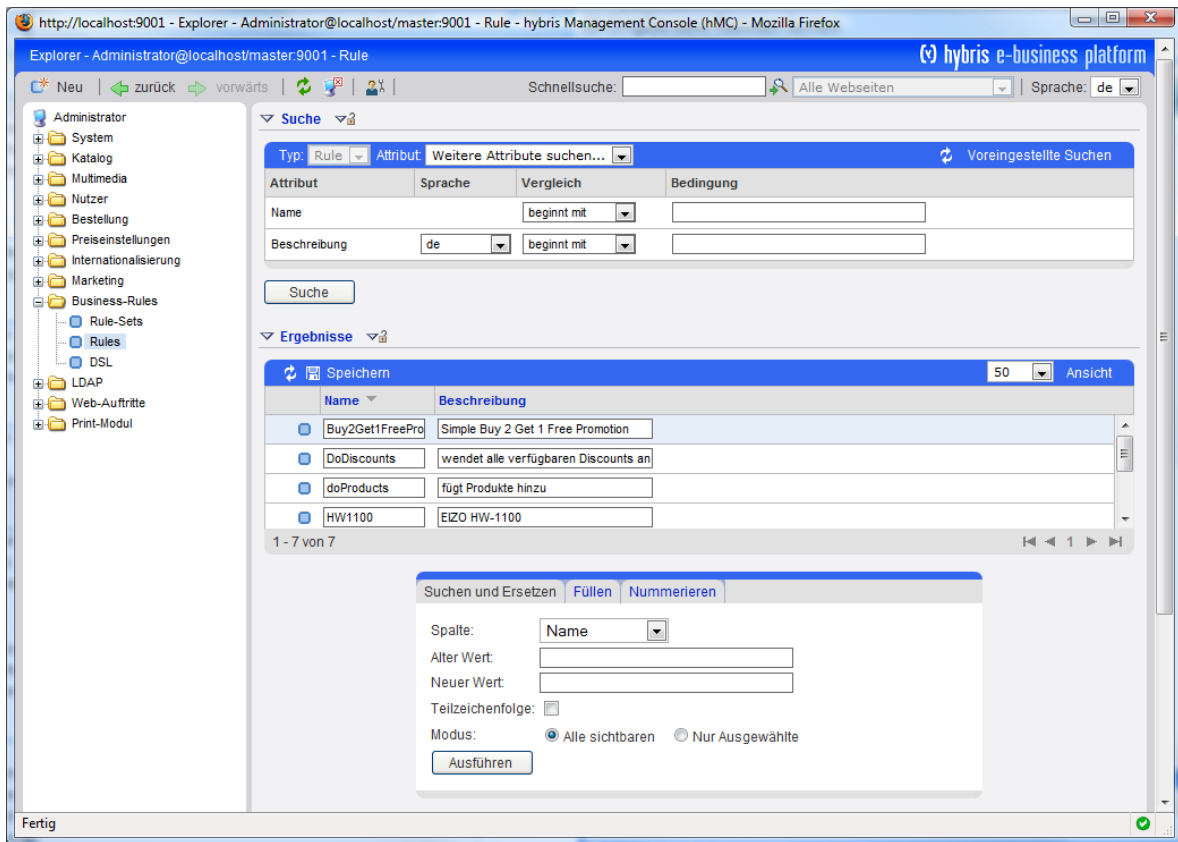 http://localhost:9001 - Explorer - Administrator@localhost/master:9001 - Rule - hybris Management Console (hMC) - Mozilla Firefox
Explorer - Administrator@localhost/master:9001 - Rule
hybris e-business platform
Neu zurück vorwärts Schnellsuche: Alle Webseiten Sprache: de
Administrator
System
Katalog
Multimedia
Nutzer
Bestellung
Preiseinstellungen
Internationalisierung
Marketing
Business-Rules
Rule-Sets
Rules
DSL
LDAP
Web-Auftritte
Print-Modul
Suche
Typ: Rule Attribut: Weitere Attribute suchen... Voreingestellte Suchen
Attribut Sprache Vergleich Bedingung
Name beginnt mit
Beschreibung de beginnt mit
Suche
Ergebnisse
Speichern 50 Ansicht
Name Beschreibung
Buy2Get1FreePro Simple Buy 2 Get 1 Free Promotion
DoDiscounts wendet alle verfügbaren Discounts an
doProducts fügt Produkte hinzu
HW1100 EIZO HW-1100
1 - 7 von 7 1
Suchen und Ersetzen Füllen Nummerieren
Spalte: Name
Alter Wert:
Neuer Wert:
Teilzeichenfolge:
Modus: Alle sichtbaren Nur Ausgewählte
Ausführen
Fertig